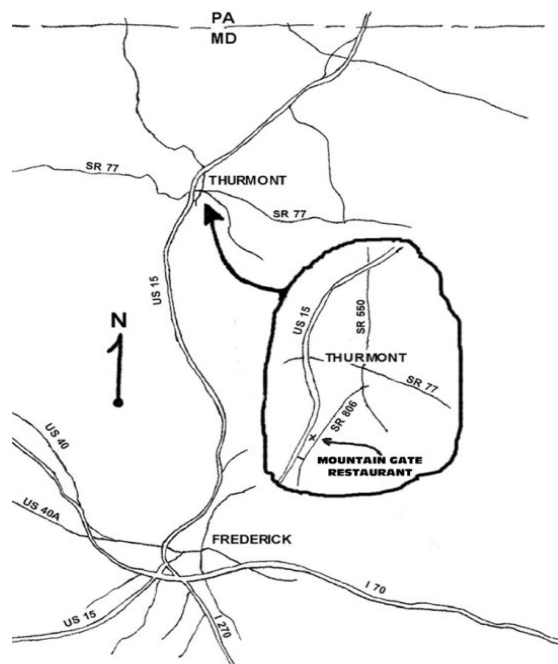 PA
MD
SR 77
THURMONT
SR 77
US 15
US 15
SR 550
THURMONT
SR 77
SR 806
x
MOUNTAIN GATE
RESTAURANT
N
US 40
US 40A
FREDERICK
US 15
I 270
I 70